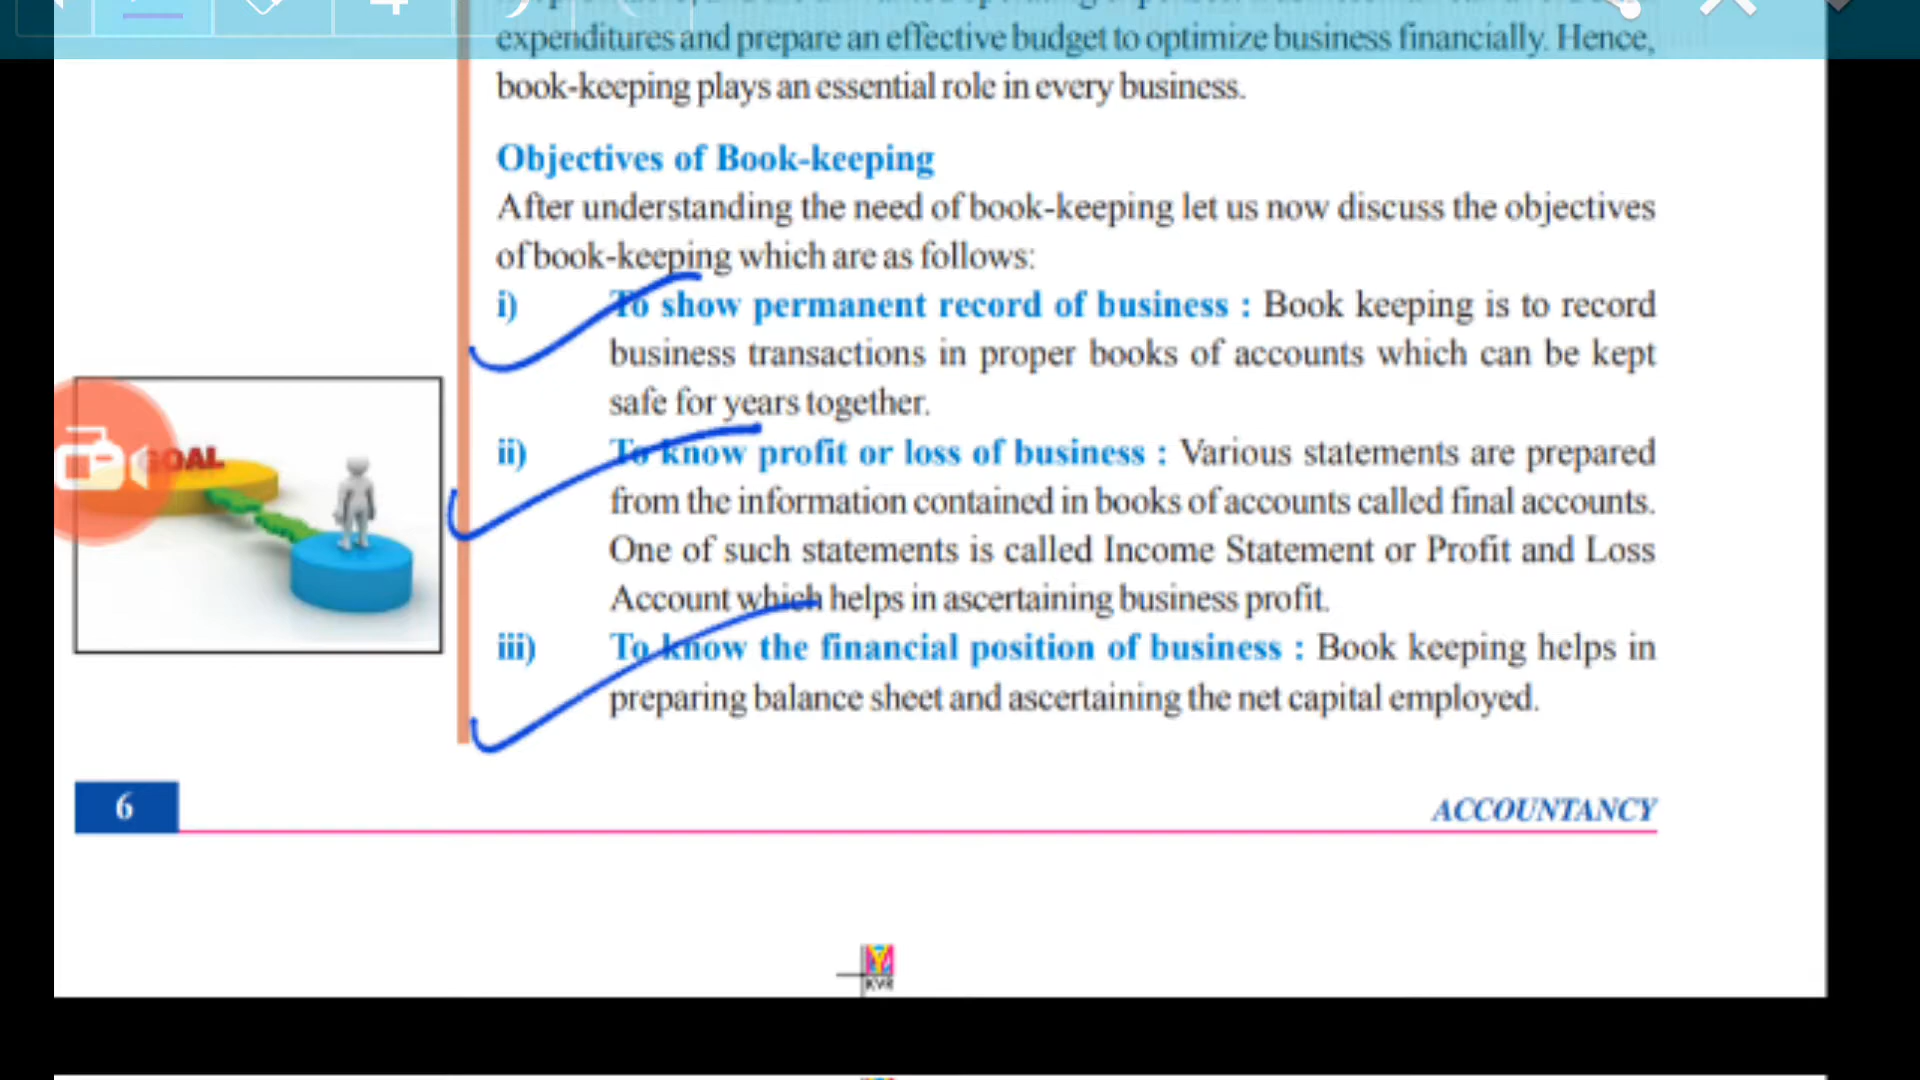 expenditures and prepare an effective budget to optimize business financially. Hence,
book-keeping plays an essential role in every business.
Objectives of Book-keeping
After understanding the need of book-keeping let us now discuss the objectives
of book-keeping which are as follows:
i) To show permanent record of business : Book keeping is to record
business transactions in proper books of accounts which can be kept
safe for years together.
ii) To know profit or loss of business : Various statements are prepared
from the information contained in books of accounts called final accounts.
One of such statements is called Income Statement or Profit and Loss
Account which helps in ascertaining business profit.
iii) To know the financial position of business : Book keeping helps in
preparing balance sheet and ascertaining the net capital employed.
GOAL
6
ACCOUNTANCY
Y